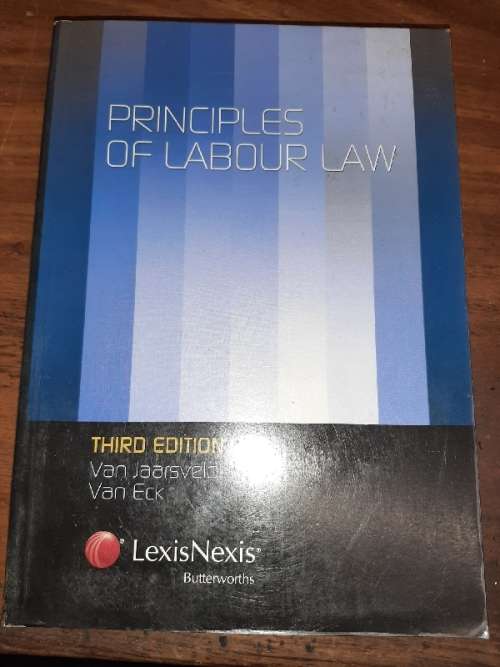 PRINCIPLES
OF LABOUR LAW
THIRD EDITION
Van Jaarsveld
Van Eck
LexisNexis®
Butterworths